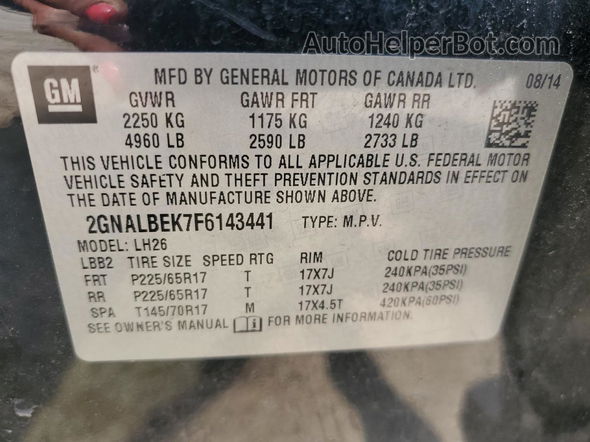 AutoHelperBot.com
GM
MFD BY GENERAL MOTORS OF CANADA LTD. 08/14
GVWR GAWR FRT GAWR RR
2250 KG 1175 KG 1240 KG
4960 LB 2590 LB 2733 LB
THIS VEHICLE CONFORMS TO ALL APPLICABLE U.S. FEDERAL MOTOR
VEHICLE SAFETY AND THEFT PREVENTION STANDARDS IN EFFECT ON
THE DATE OF MANUFACTURE SHOWN ABOVE.
2GNALBEK7F6143441 TYPE: M.P.V.
MODEL: LH26
LBB2 TIRE SIZE SPEED RTG RIM COLD TIRE PRESSURE
FRT P225/65R17 T 17X7J 240KPA(35PSI)
RR P225/65R17 T 17X7J 240KPA(35PSI)
SPA T145/70R17 M 17X4.5T 420KPA(60PSI)
SEE OWNER'S MANUAL FOR MORE INFORMATION.
AutoHelperBot.com